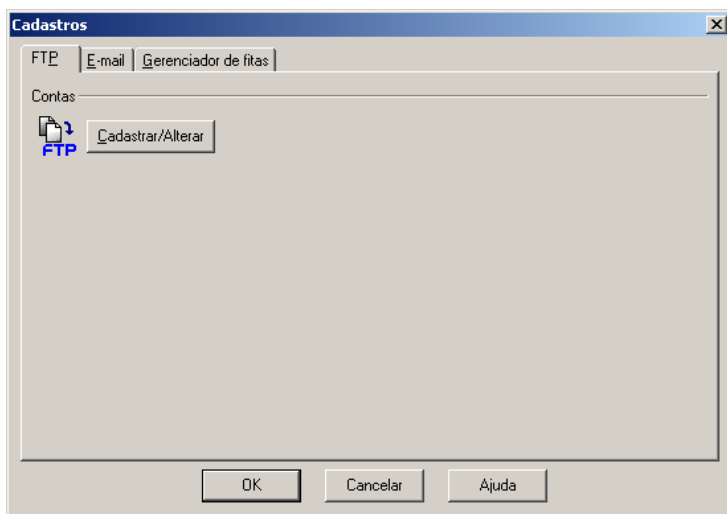 Cadastros
FTP E-mail Gerenciador de fitas
Contas
FTP Cadastrar/Alterar
OK Cancelar Ajuda